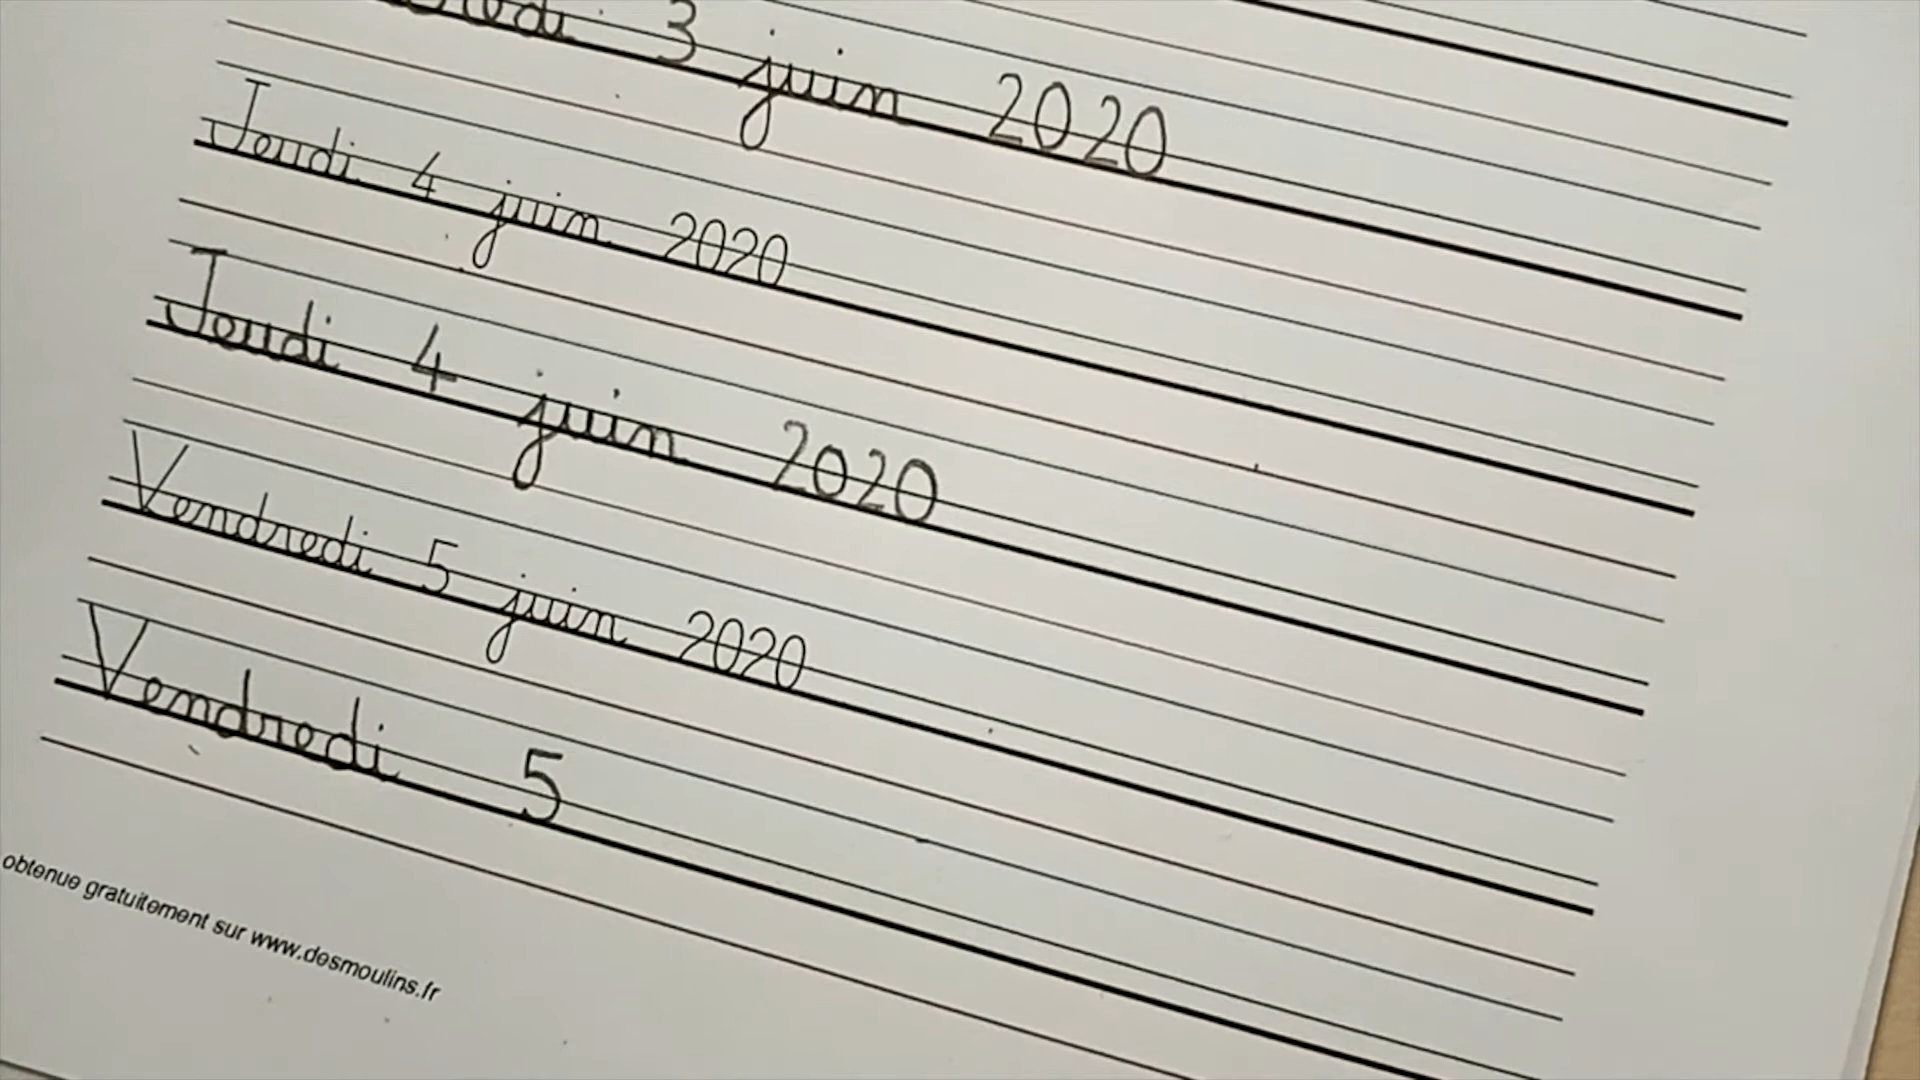 3 juin 2020
Jeudi 4 juin 2020
Jeudi 4 juin 2020
Vendredi 5 juin 2020
Vendredi 5
obtenue gratuitement sur www.desmoulins.fr